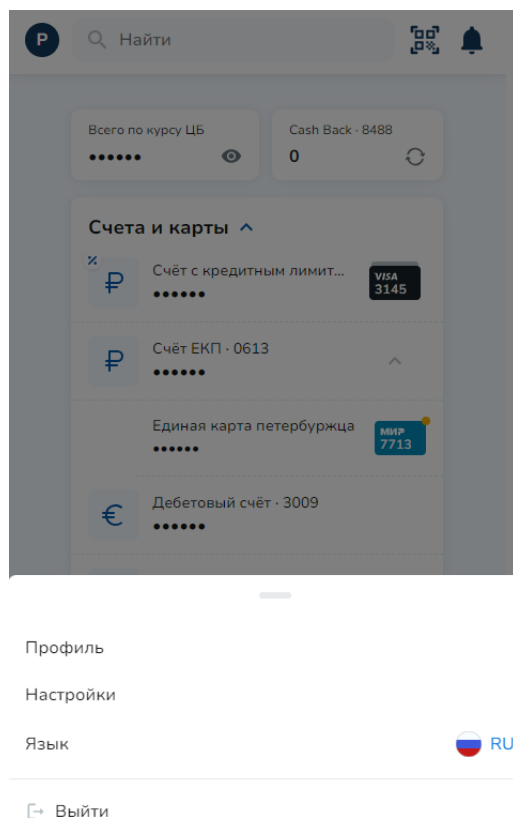 P
Найти
Всего по курсу ЦБ
••••••
Cash Back · 8488
0
Счета и карты
Счёт с кредитным лимит...
••••••
VISA
3145
Счёт ЕКП · 0613
••••••
Единая карта петербуржца
••••••
МИР
7713
€
Дебетовый счёт · 3009
••••••
Профиль
Настройки
Язык
RU
Выйти